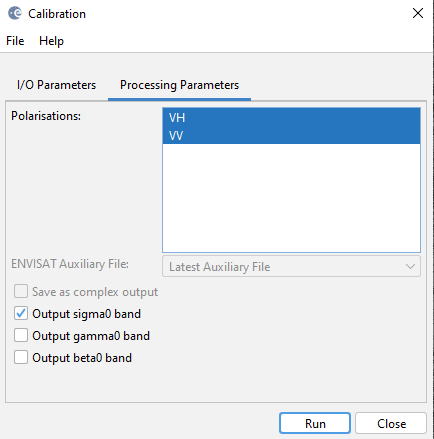 Calibration
File Help
I/O Parameters Processing Parameters
Polarisations: VH
VV
ENVISAT Auxiliary File: Latest Auxiliary File
Save as complex output
Output sigma0 band
Output gamma0 band
Output beta0 band
Run Close